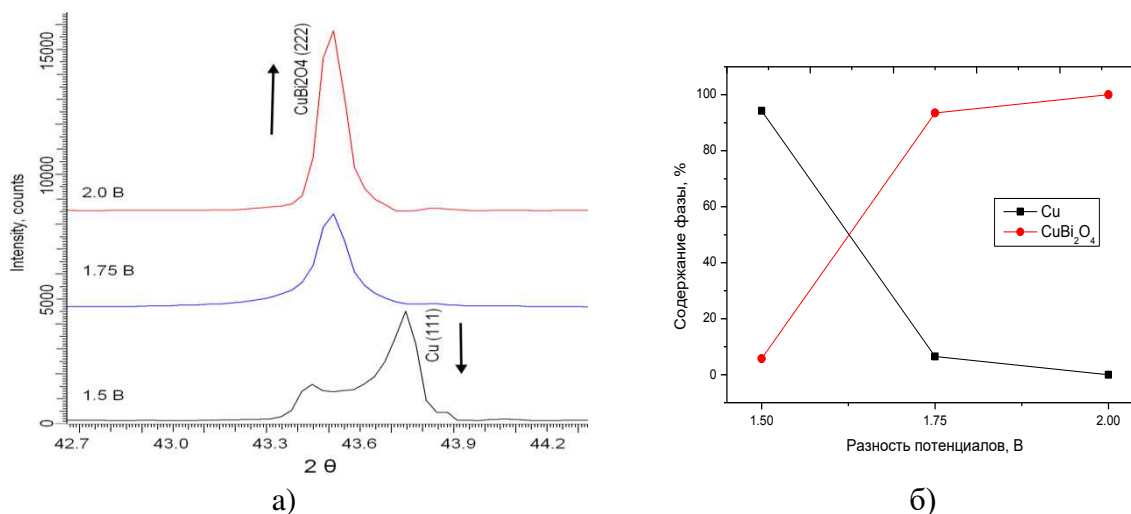 Intensity, counts
15000
10000
5000
0
CuBi2O4 (222)
2.0 В
1.75 В
Cu (111)
1.5 В
42.7 43.0 43.3 43.6 43.9 44.2
2 θ
а)
Содержание фазы, %
100
80
60
40
20
0
Cu
CuBi₂O₄
1.50 1.75 2.00
Разность потенциалов, В
б)